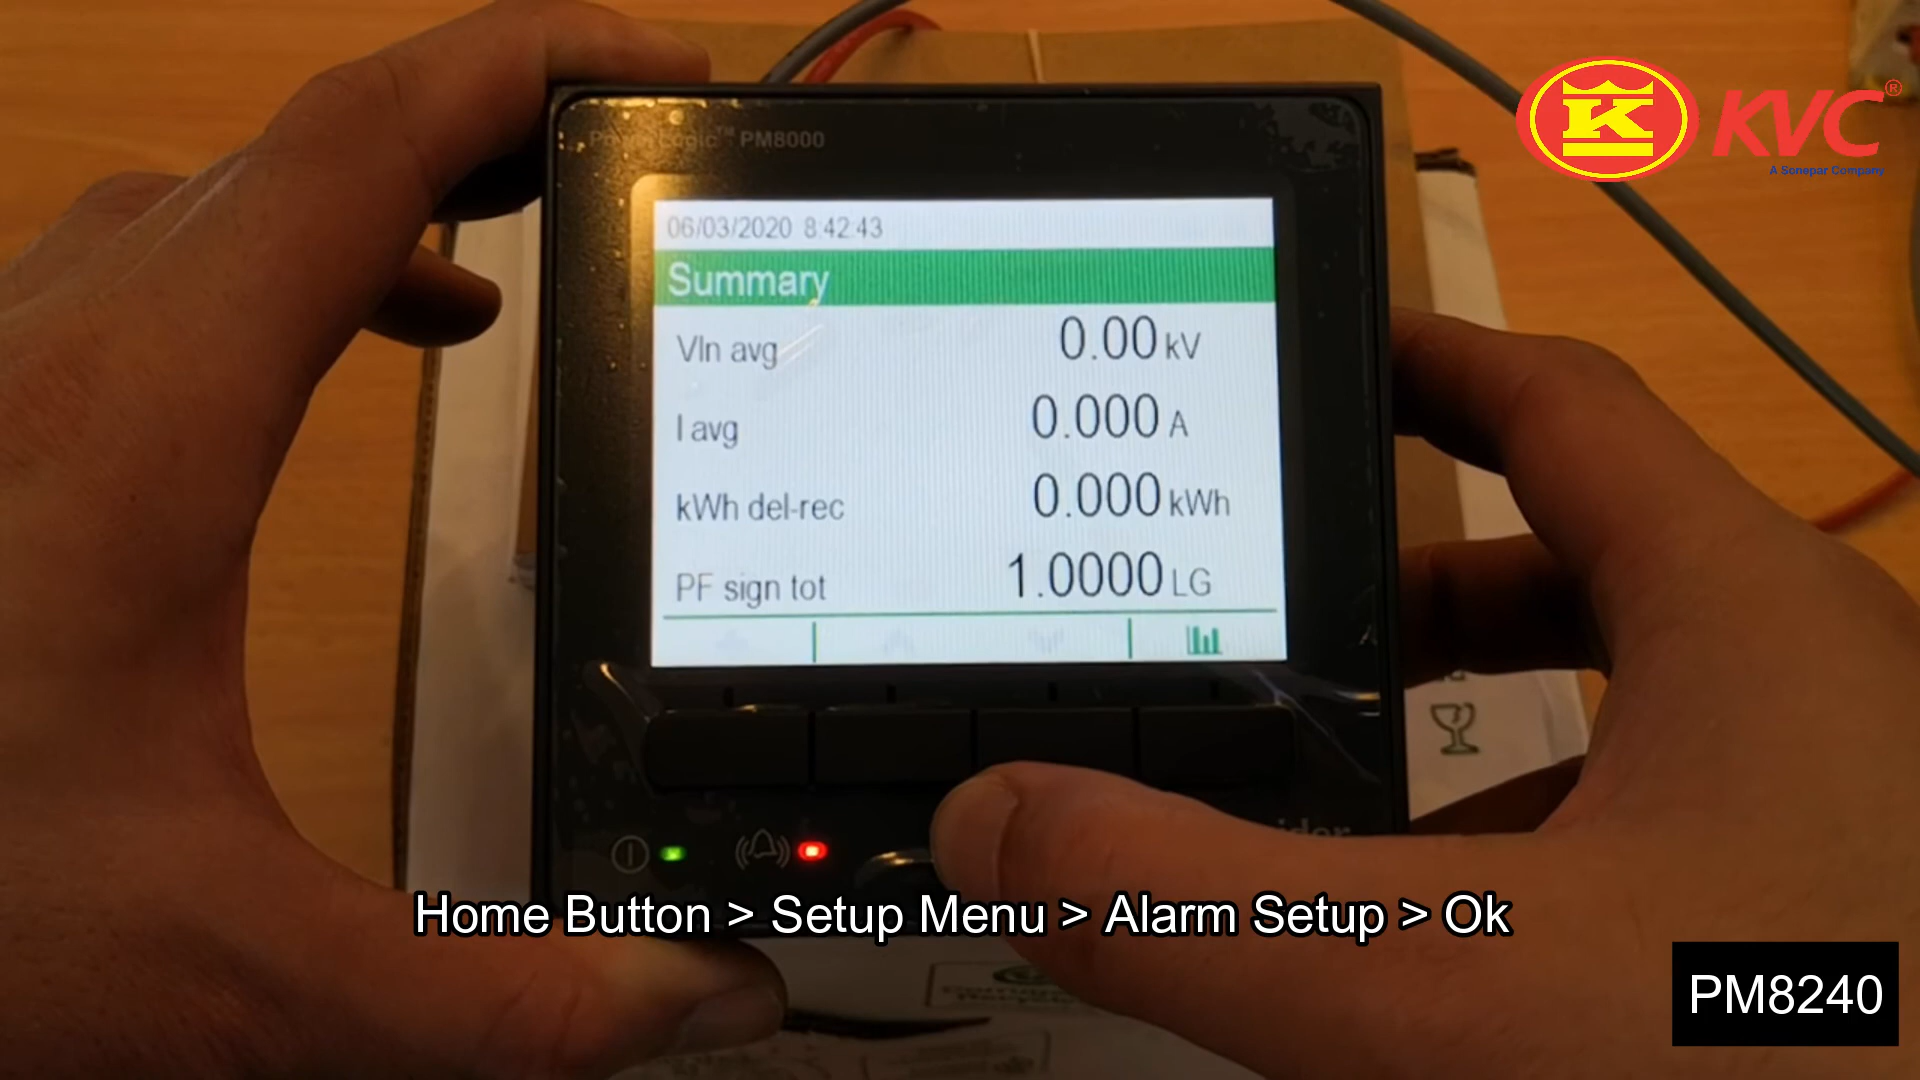 PowerLogic™ PM8000
K KVC®
A Sonepar Company
06/03/2020 8:42:43
Summary
Vln avg 0.00 kV
I avg 0.000 A
kWh del-rec 0.000 kWh
PF sign tot 1.0000 LG
Home Button > Setup Menu > Alarm Setup > Ok
PM8240